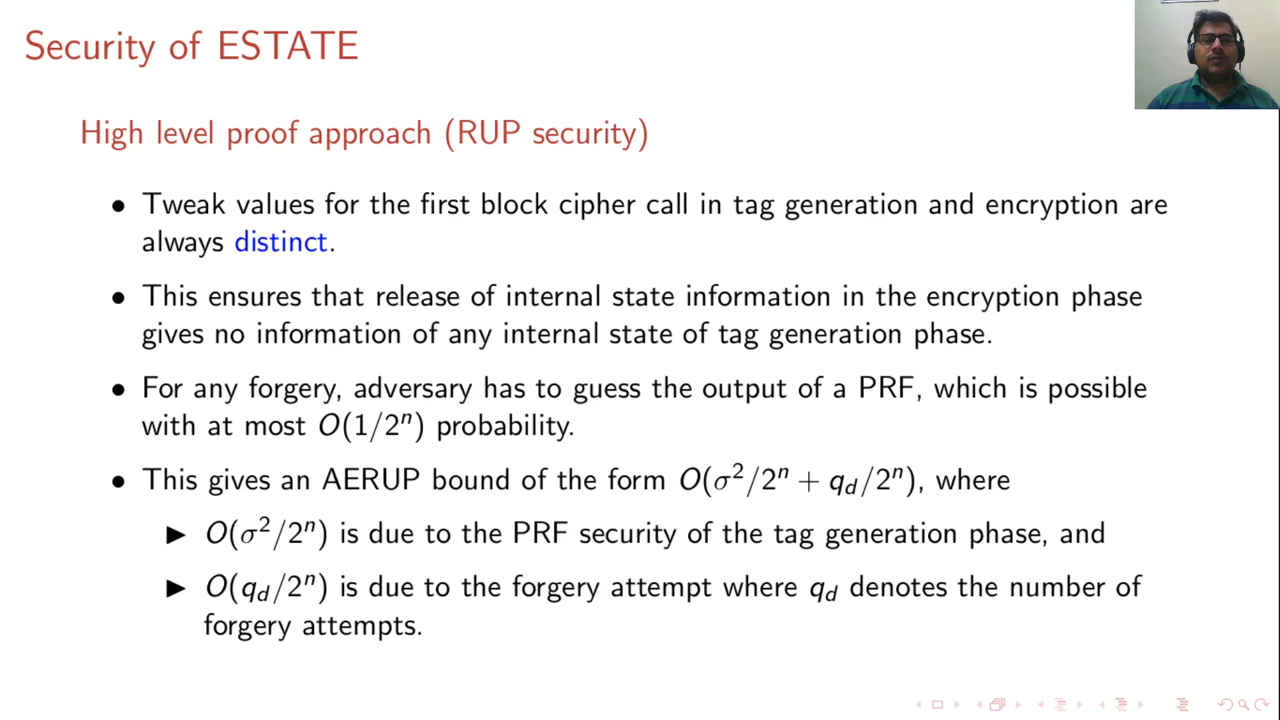 Security of ESTATE
High level proof approach (RUP security)
• Tweak values for the first block cipher call in tag generation and encryption are
always distinct.
• This ensures that release of internal state information in the encryption phase
gives no information of any internal state of tag generation phase.
• For any forgery, adversary has to guess the output of a PRF, which is possible
with at most O(1/2ⁿ) probability.
• This gives an AERUP bound of the form O(σ²/2ⁿ + q_d/2ⁿ), where
▶ O(σ²/2ⁿ) is due to the PRF security of the tag generation phase, and
▶ O(q_d/2ⁿ) is due to the forgery attempt where q_d denotes the number of
forgery attempts.